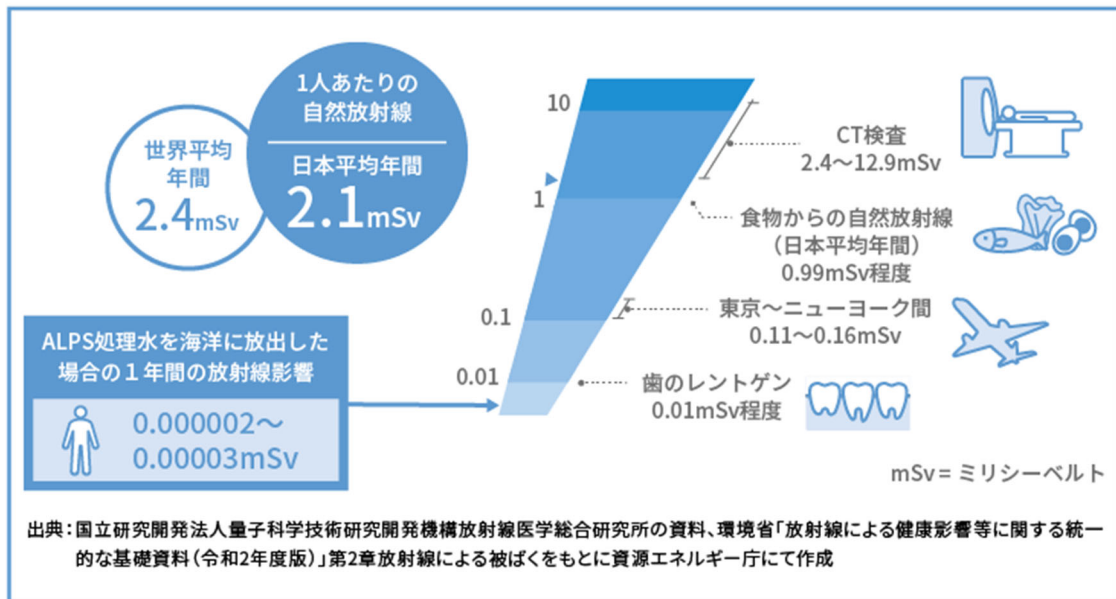 1人あたりの
自然放射線
日本平均年間
2.1mSv
世界平均
年間
2.4mSv
10
1
0.1
0.01
CT検査
2.4～12.9mSv
食物からの自然放射線
（日本平均年間）
0.99mSv程度
東京～ニューヨーク間
0.11～0.16mSv
歯のレントゲン
0.01mSv程度
ALPS処理水を海洋に放出した
場合の１年間の放射線影響
0.000002～
0.00003mSv
mSv＝ミリシーベルト
出典：国立研究開発法人量子科学技術研究開発機構放射線医学総合研究所の資料、環境省「放射線による健康影響等に関する統一
的な基礎資料（令和2年度版）」第2章放射線による被ばくをもとに資源エネルギー庁にて作成